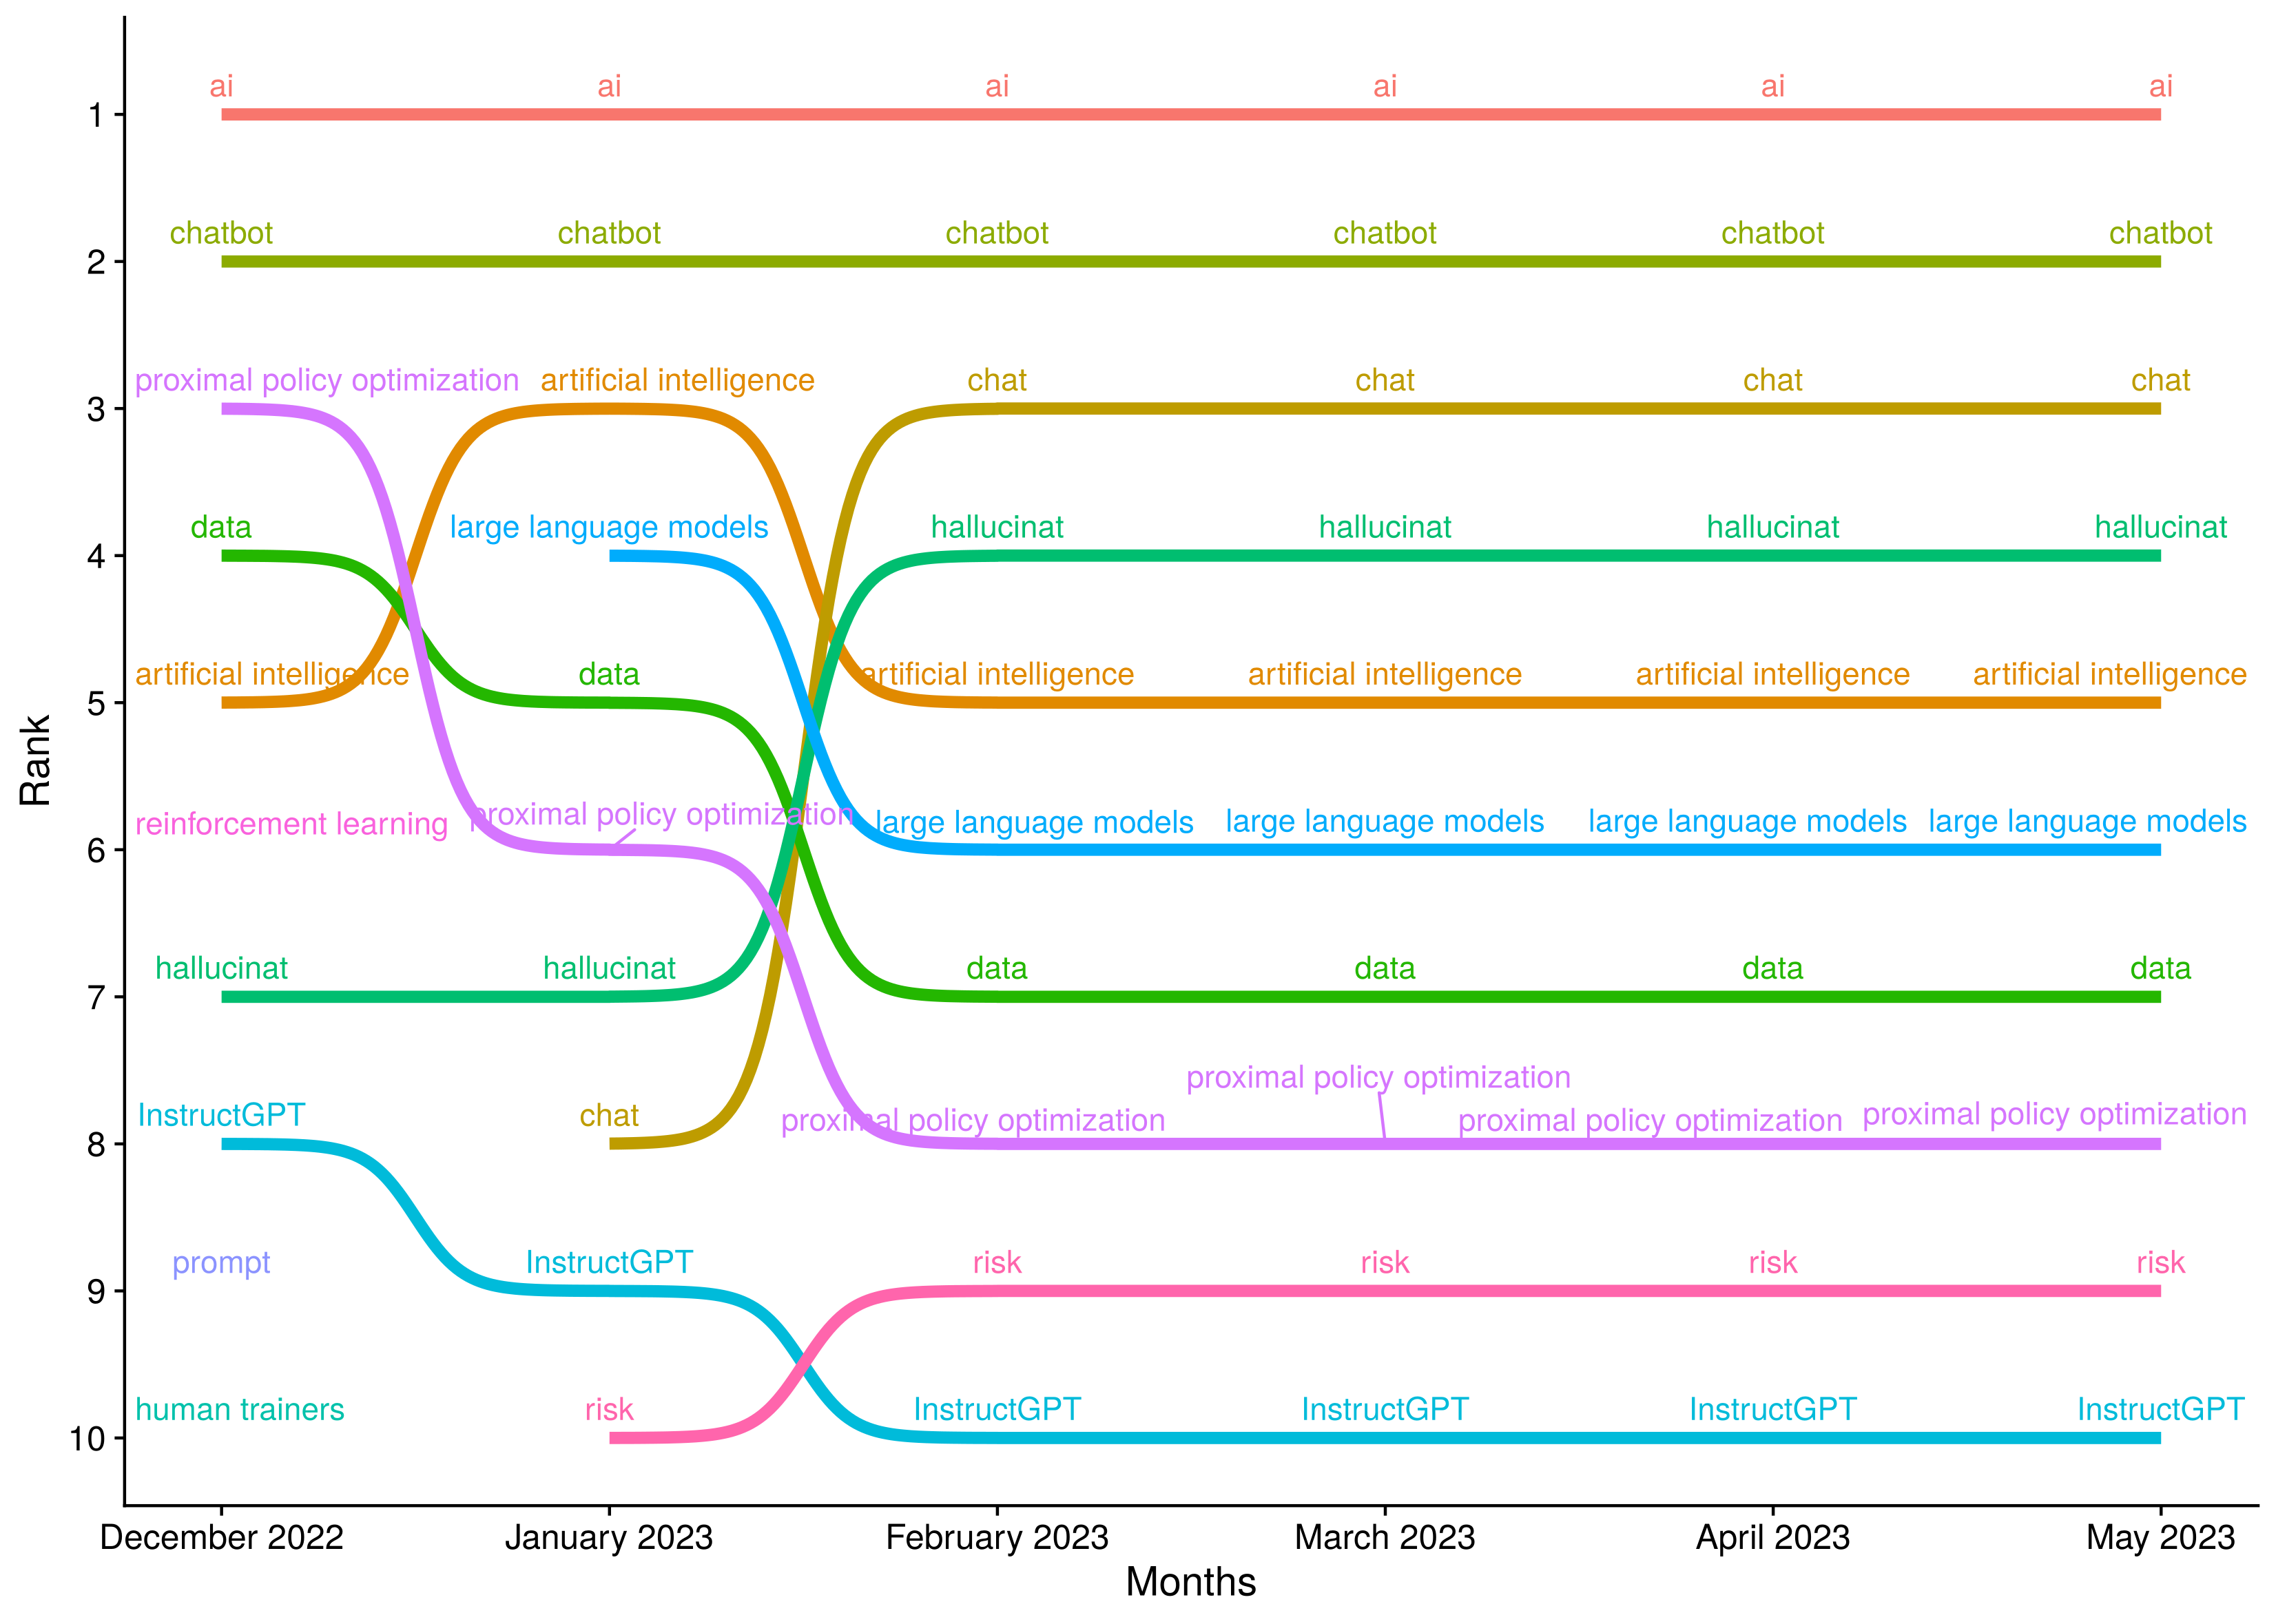 ai ai ai ai ai ai
1
chatbot chatbot chatbot chatbot chatbot chatbot
2
proximal policy optimization artificial intelligence chat chat chat chat
3
data large language models hallucinat hallucinat hallucinat hallucinat
4
artificial intelligence data artificial intelligence artificial intelligence artificial intelligence artificial intelligence
5
Rank
reinforcement learning proximal policy optimization large language models large language models large language models large language models
6
hallucinat hallucinat data data data data
7
InstructGPT chat proximal policy optimization proximal policy optimization proximal policy optimization proximal policy optimization
8
prompt InstructGPT risk risk risk risk
9
human trainers risk InstructGPT InstructGPT InstructGPT InstructGPT
10
December 2022 January 2023 February 2023 March 2023 April 2023 May 2023
Months